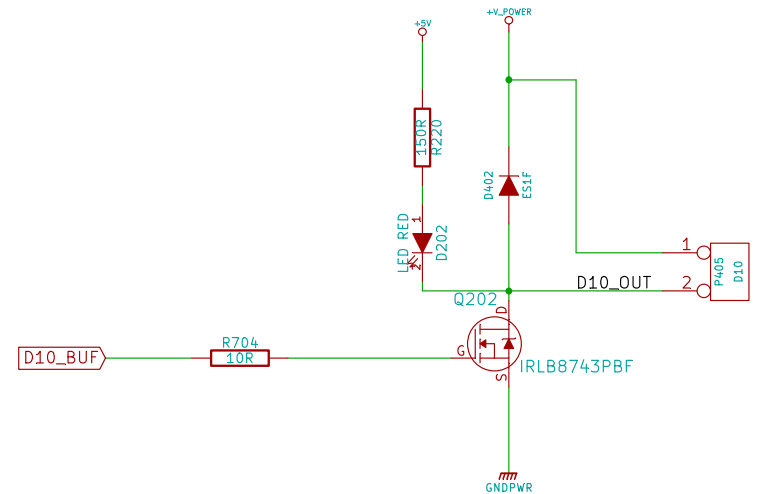 +V_POWER
+5V
150R
R220
D402
ES1F
LED RED
1
2
D202
1
2
P405
D10
D10_OUT
Q202
D
G
S
IRLB8743PBF
R704
10R
D10_BUF
GNDPWR